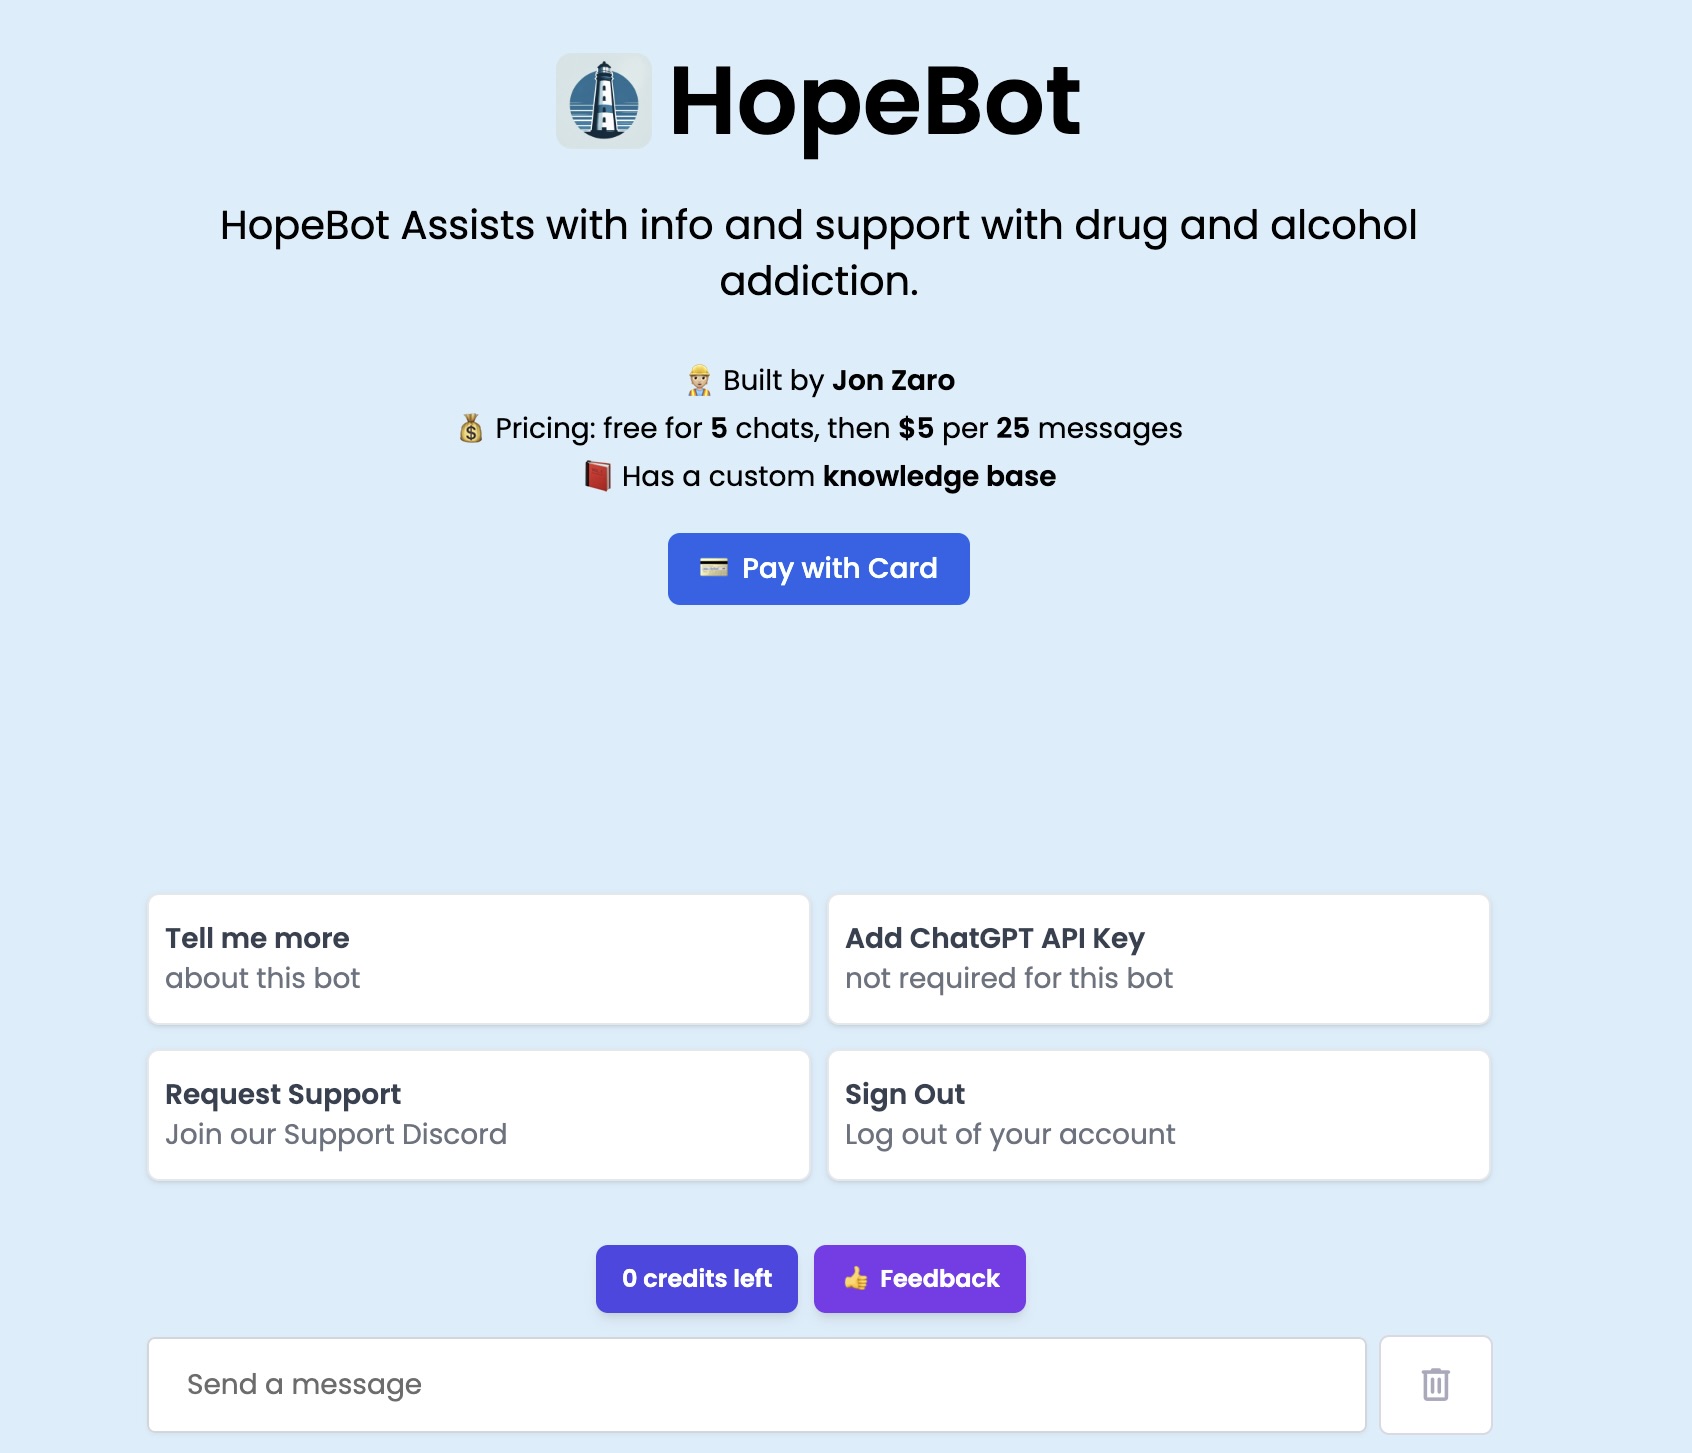 HopeBot
HopeBot Assists with info and support with drug and alcohol
addiction.
👷🏼 Built by Jon Zaro
💰 Pricing: free for 5 chats, then $5 per 25 messages
📕 Has a custom knowledge base
💳 Pay with Card
Tell me more
about this bot
Add ChatGPT API Key
not required for this bot
Request Support
Join our Support Discord
Sign Out
Log out of your account
0 credits left
👍 Feedback
Send a message